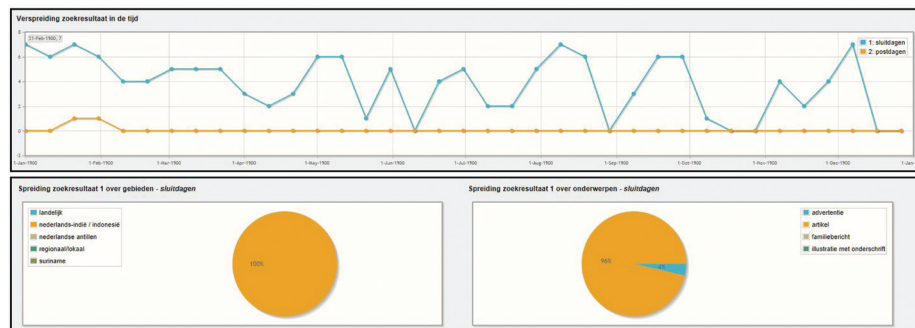 Verspreiding zoekresultaat in de tijd
8
21-Feb-1900, 7
1: sluitdagen
2: postdagen
6
4
2
0
-2
1-Jan-1900 1-Feb-1900 1-Mar-1900 1-Apr-1900 1-May-1900 1-Jun-1900 1-Jul-1900 1-Aug-1900 1-Sep-1900 1-Oct-1900 1-Nov-1900 1-Dec-1900 1-Jan-
Spreiding zoekresultaat 1 over gebieden - sluitdagen
landelijk
nederlands-indië / indonesië
nederlandse antillen
regionaal/lokaal
suriname
100%
Spreiding zoekresultaat 1 over onderwerpen - sluitdagen
advertentie
artikel
familiebericht
illustratie met onderschrift
96%
4%